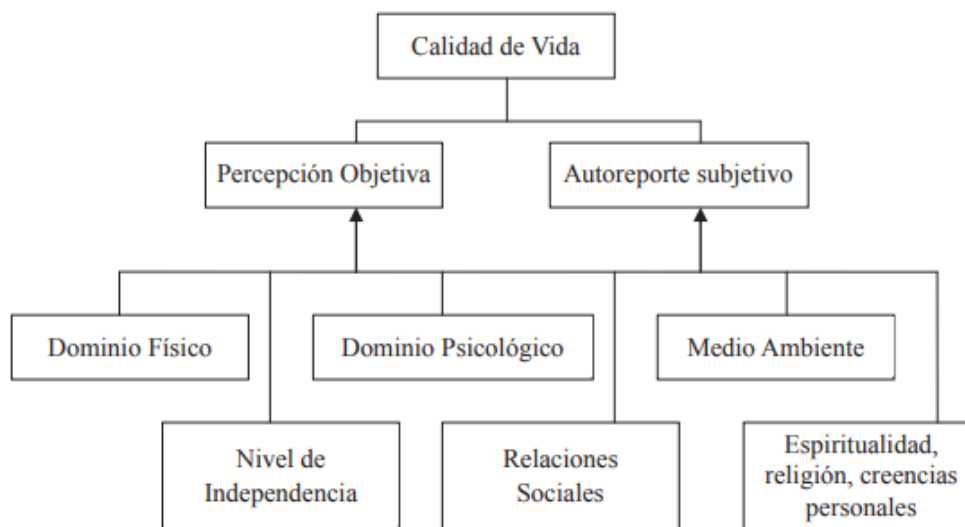 Calidad de Vida
Percepción Objetiva
Autoreporte subjetivo
Dominio Físico
Dominio Psicológico
Medio Ambiente
Nivel de
Independencia
Relaciones
Sociales
Espiritualidad,
religión, creencias
personales